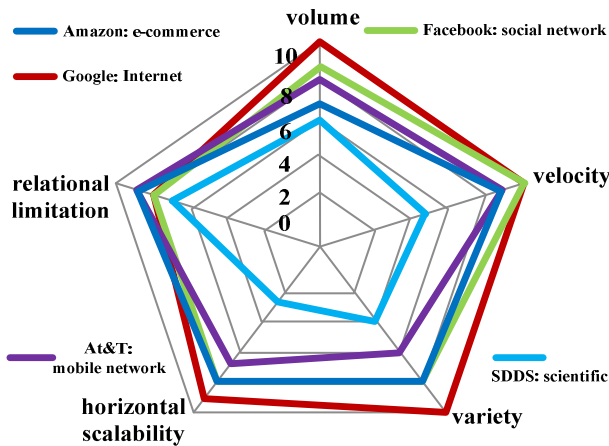 volume
Amazon: e-commerce
Facebook: social network
Google: Internet
10
8
6
4
2
0
relational
limitation
velocity
At&T:
mobile network
SDDS: scientific
horizontal
scalability
variety